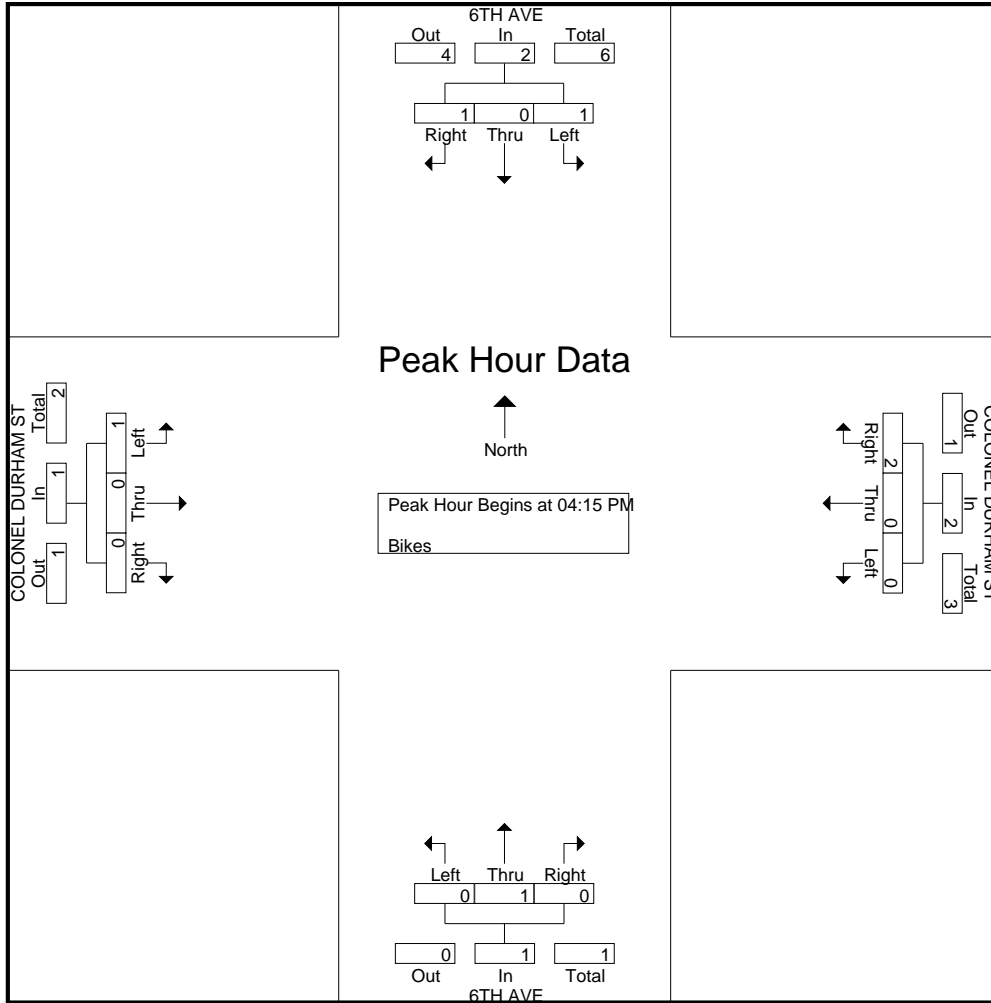 6TH AVE
Out In Total
4 2 6
1 0 1
Right Thru Left
Peak Hour Data
North
Peak Hour Begins at 04:15 PM
Bikes
COLONEL DURHAM ST
Total In Out
2 1 1
1 0 0
Left Thru Right
COLONEL DURHAM ST
Out In Total
1 2 3
2 0 0
Right Thru Left
Left Thru Right
0 1 0
0 1 1
Out In Total
6TH AVE